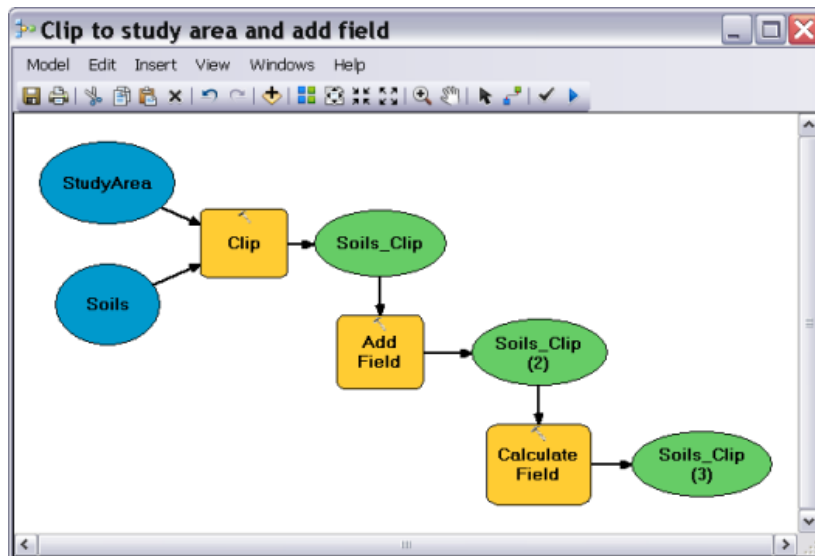 Clip to study area and add field
Model Edit Insert View Windows Help
StudyArea
Clip
Soils_Clip
Soils
Add
Field
Soils_Clip
(2)
Calculate
Field
Soils_Clip
(3)